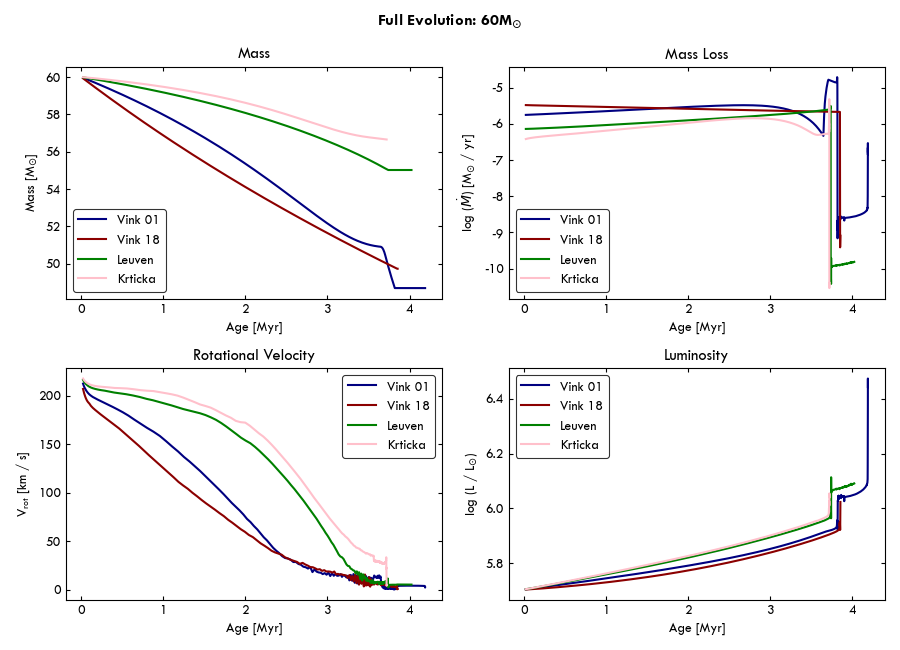 Full Evolution: 60M☉
Mass
Mass [M☉]
60
58
56
54
52
50
Vink 01
Vink 18
Leuven
Krticka
0 1 2 3 4
Age [Myr]
Mass Loss
log (Ṁ) [M☉ / yr]
-5
-6
-7
-8
-9
-10
Vink 01
Vink 18
Leuven
Krticka
0 1 2 3 4
Age [Myr]
Rotational Velocity
Vrot [km / s]
200
150
100
50
0
Vink 01
Vink 18
Leuven
Krticka
0 1 2 3 4
Age [Myr]
Luminosity
log (L / L☉)
6.4
6.2
6.0
5.8
Vink 01
Vink 18
Leuven
Krticka
0 1 2 3 4
Age [Myr]